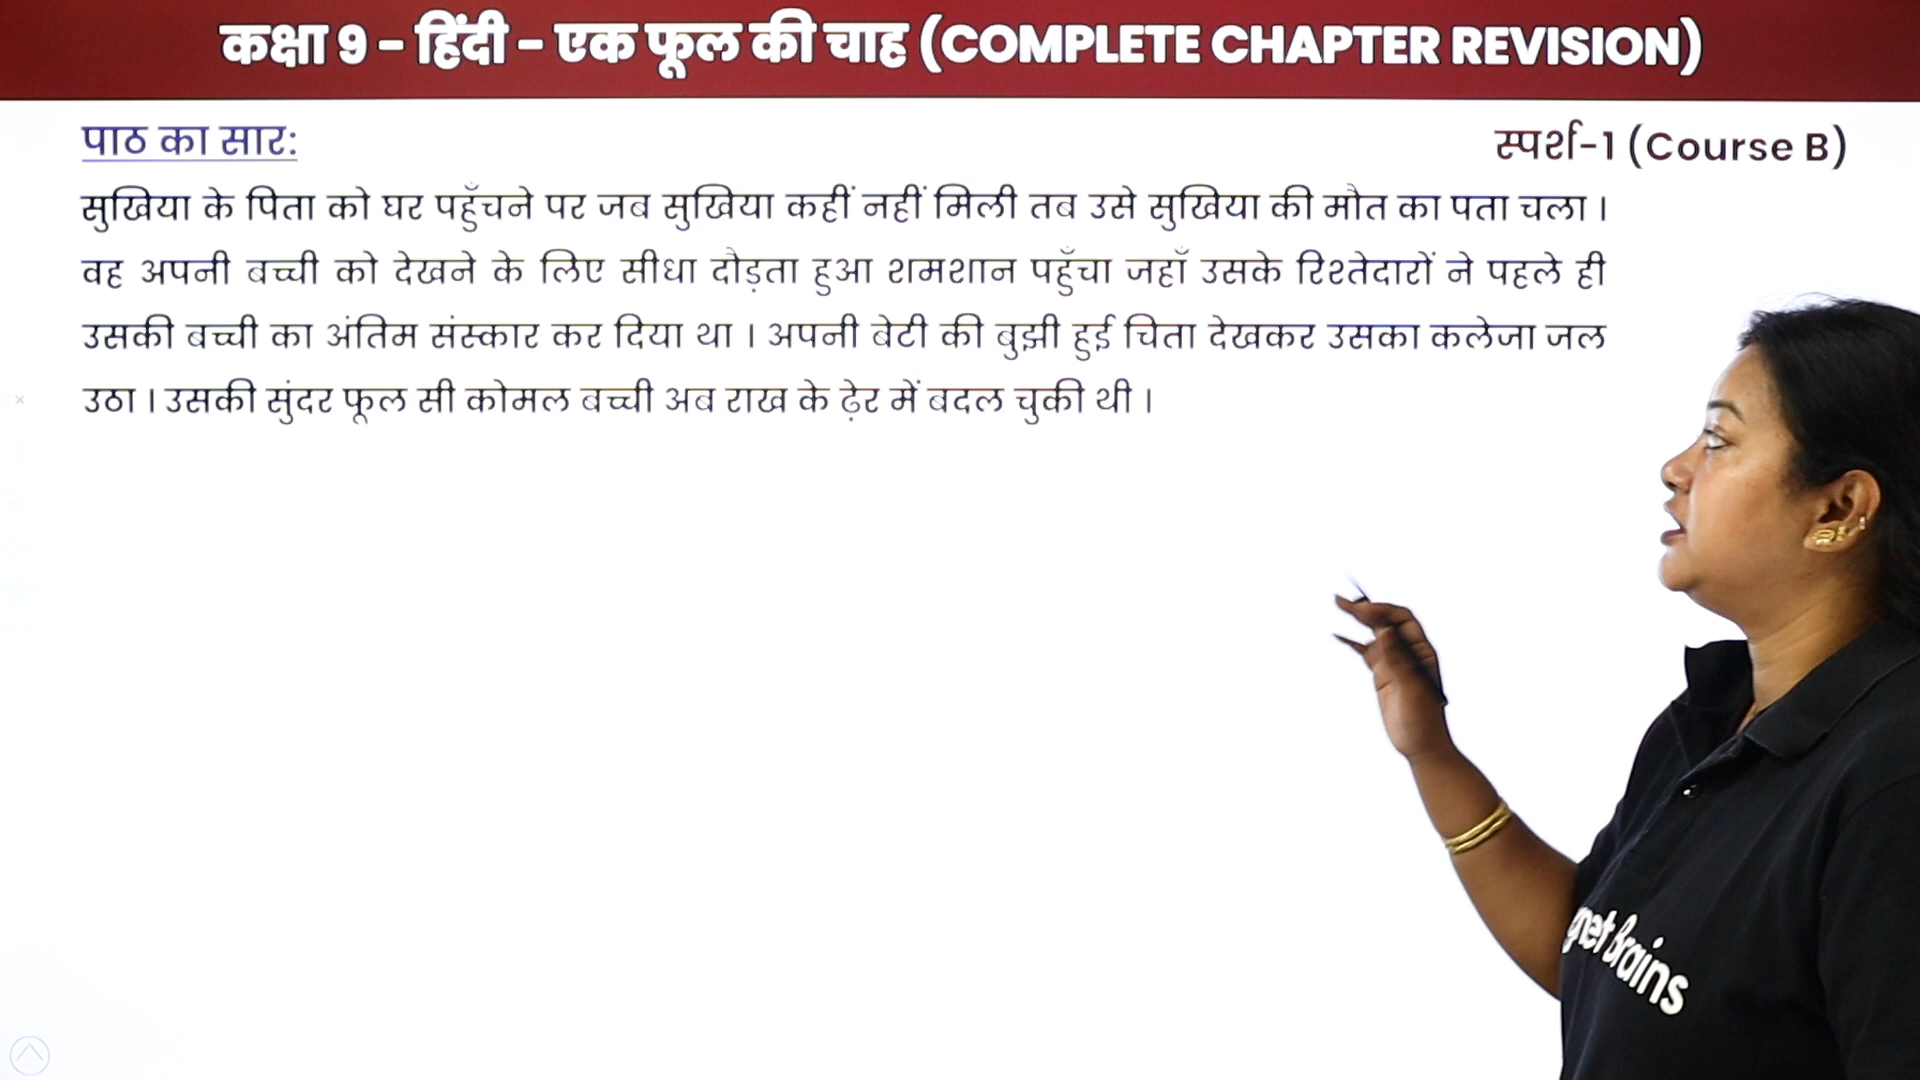 कक्षा 9 - हिंदी - एक फूल की चाह (COMPLETE CHAPTER REVISION)
पाठ का सार:
स्पर्श-1 (Course B)
सुखिया के पिता को घर पहुँचने पर जब सुखिया कहीं नहीं मिली तब उसे सुखिया की मौत का पता चला ।
वह अपनी बच्ची को देखने के लिए सीधा दौड़ता हुआ शमशान पहुँचा जहाँ उसके रिश्तेदारों ने पहले ही
उसकी बच्ची का अंतिम संस्कार कर दिया था । अपनी बेटी की बुझी हुई चिता देखकर उसका कलेजा जल
उठा । उसकी सुंदर फूल सी कोमल बच्ची अब राख के ढ़ेर में बदल चुकी थी ।
Brains